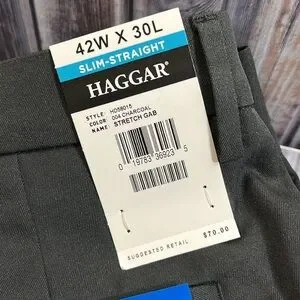 42W X 30L
SLIM-STRAIGHT
HAGGAR
STYLE: HD58015
COLOR: 004 CHARCOAL
NAME: STRETCH GAB
0 19783 36923 5
SUGGESTED RETAIL $70.00